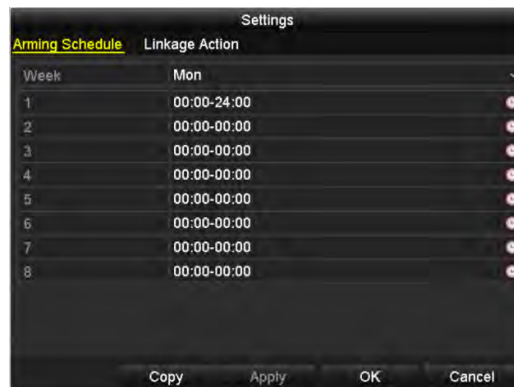 Settings
Arming Schedule Linkage Action
Week Mon
1 00:00-24:00
2 00:00-00:00
3 00:00-00:00
4 00:00-00:00
5 00:00-00:00
6 00:00-00:00
7 00:00-00:00
8 00:00-00:00
Copy Apply OK Cancel